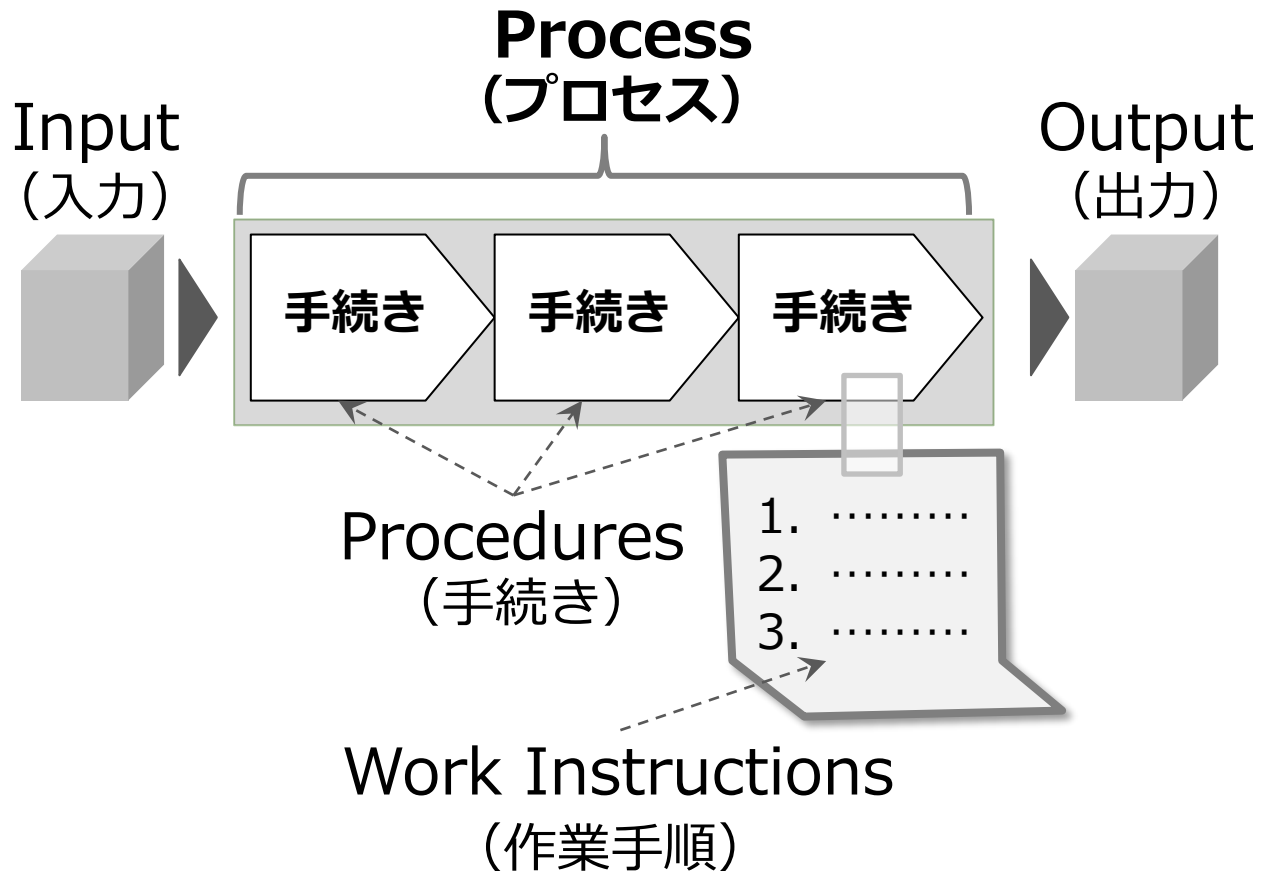 Process
（プロセス）
Input
（入力）
Output
（出力）
手続き
手続き
手続き
Procedures
（手続き）
1. ………
2. ………
3. ………
Work Instructions
（作業手順）